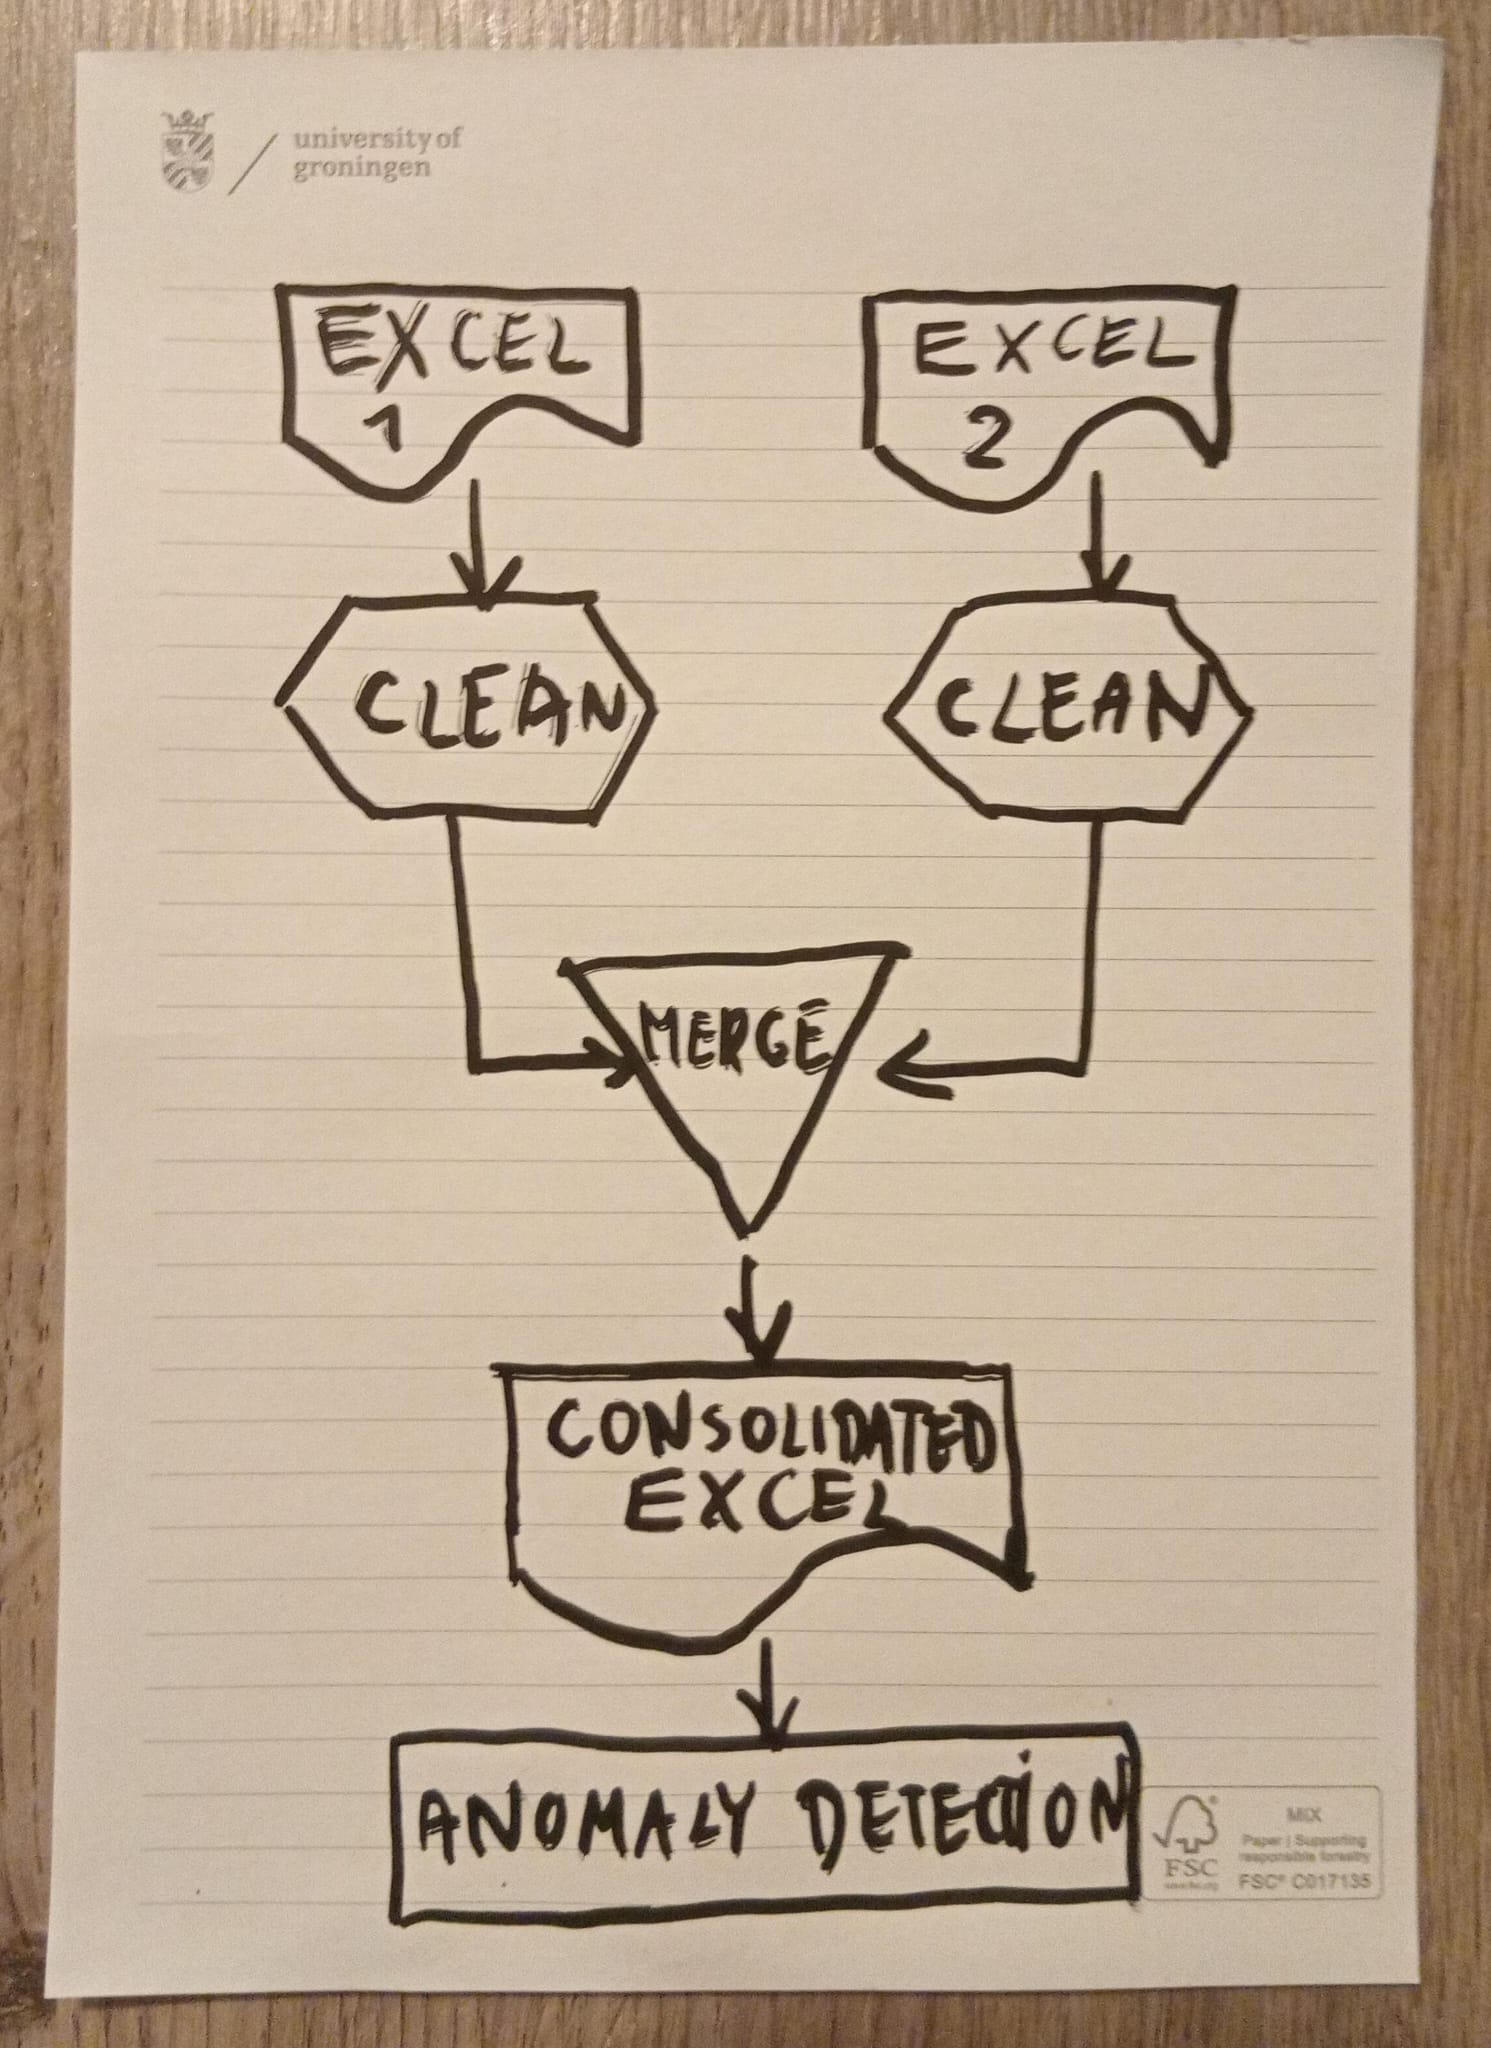 university of
groningen
EXCEL
1
EXCEL
2
CLEAN
CLEAN
MERGE
CONSOLIDATED
EXCEL
ANOMALY DETECTION
MIX
Paper | Supporting
responsible forestry
FSC® C017135
FSC
www.fsc.org